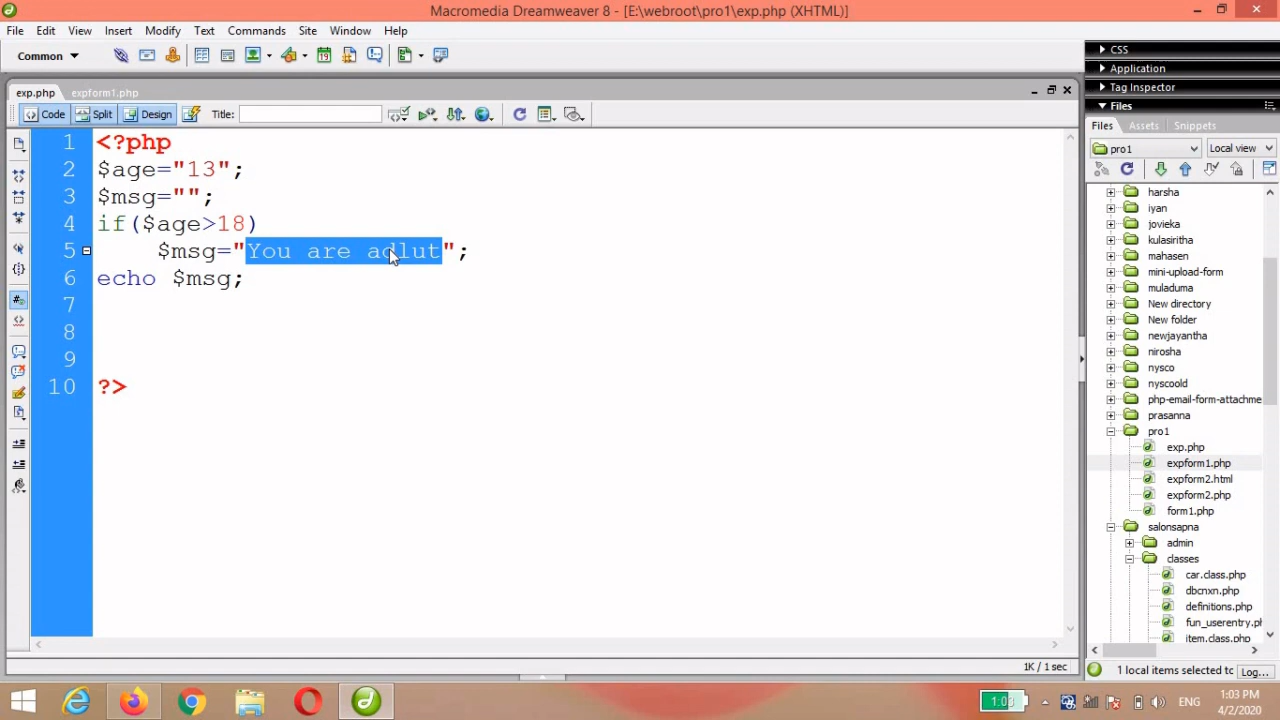 Macromedia Dreamweaver 8 - [E:\webroot\pro1\exp.php (XHTML)]
File Edit View Insert Modify Text Commands Site Window Help
Common
CSS
Application
Tag Inspector
Files
Files Assets Snippets
pro1 Local view
exp.php expform1.php
Code Split Design Title:
1 <?php
2 $age="13";
3 $msg="";
4 if($age>18)
5 $msg="You are adlut";
6 echo $msg;
7
8
9
10 ?>
harsha
iyan
jovieka
kulasiritha
mahasen
mini-upload-form
muladuma
New directory
New folder
newjayantha
nirosha
nysco
nyscoold
php-email-form-attachme
prasanna
pro1
exp.php
expform1.php
expform2.html
expform2.php
form1.php
salonsapna
admin
classes
car.class.php
dbcnxn.php
definitions.php
fun_userentry.ph
item.class.php
1K / 1 sec
1 local items selected to Log...
1:00 ENG
1:03 PM
4/2/2020